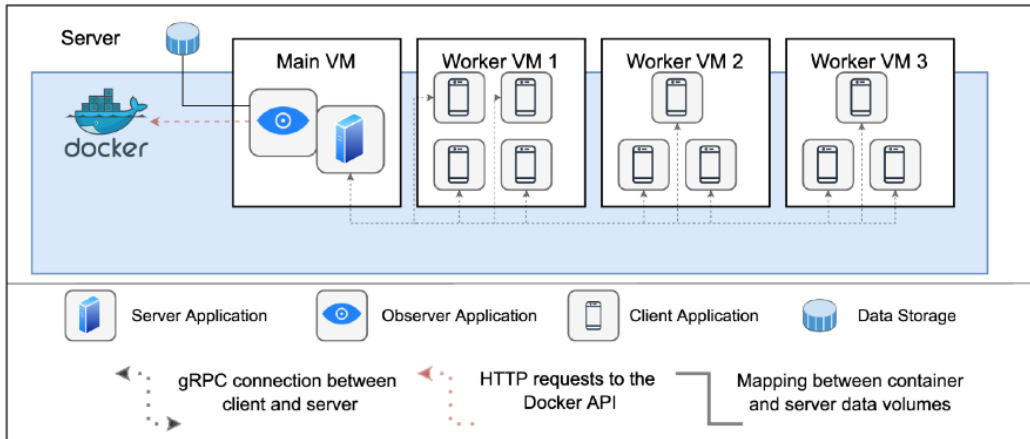 Server
Main VM
Worker VM 1
Worker VM 2
Worker VM 3
docker
Server Application
Observer Application
Client Application
Data Storage
gRPC connection between
client and server
HTTP requests to the
Docker API
Mapping between container
and server data volumes